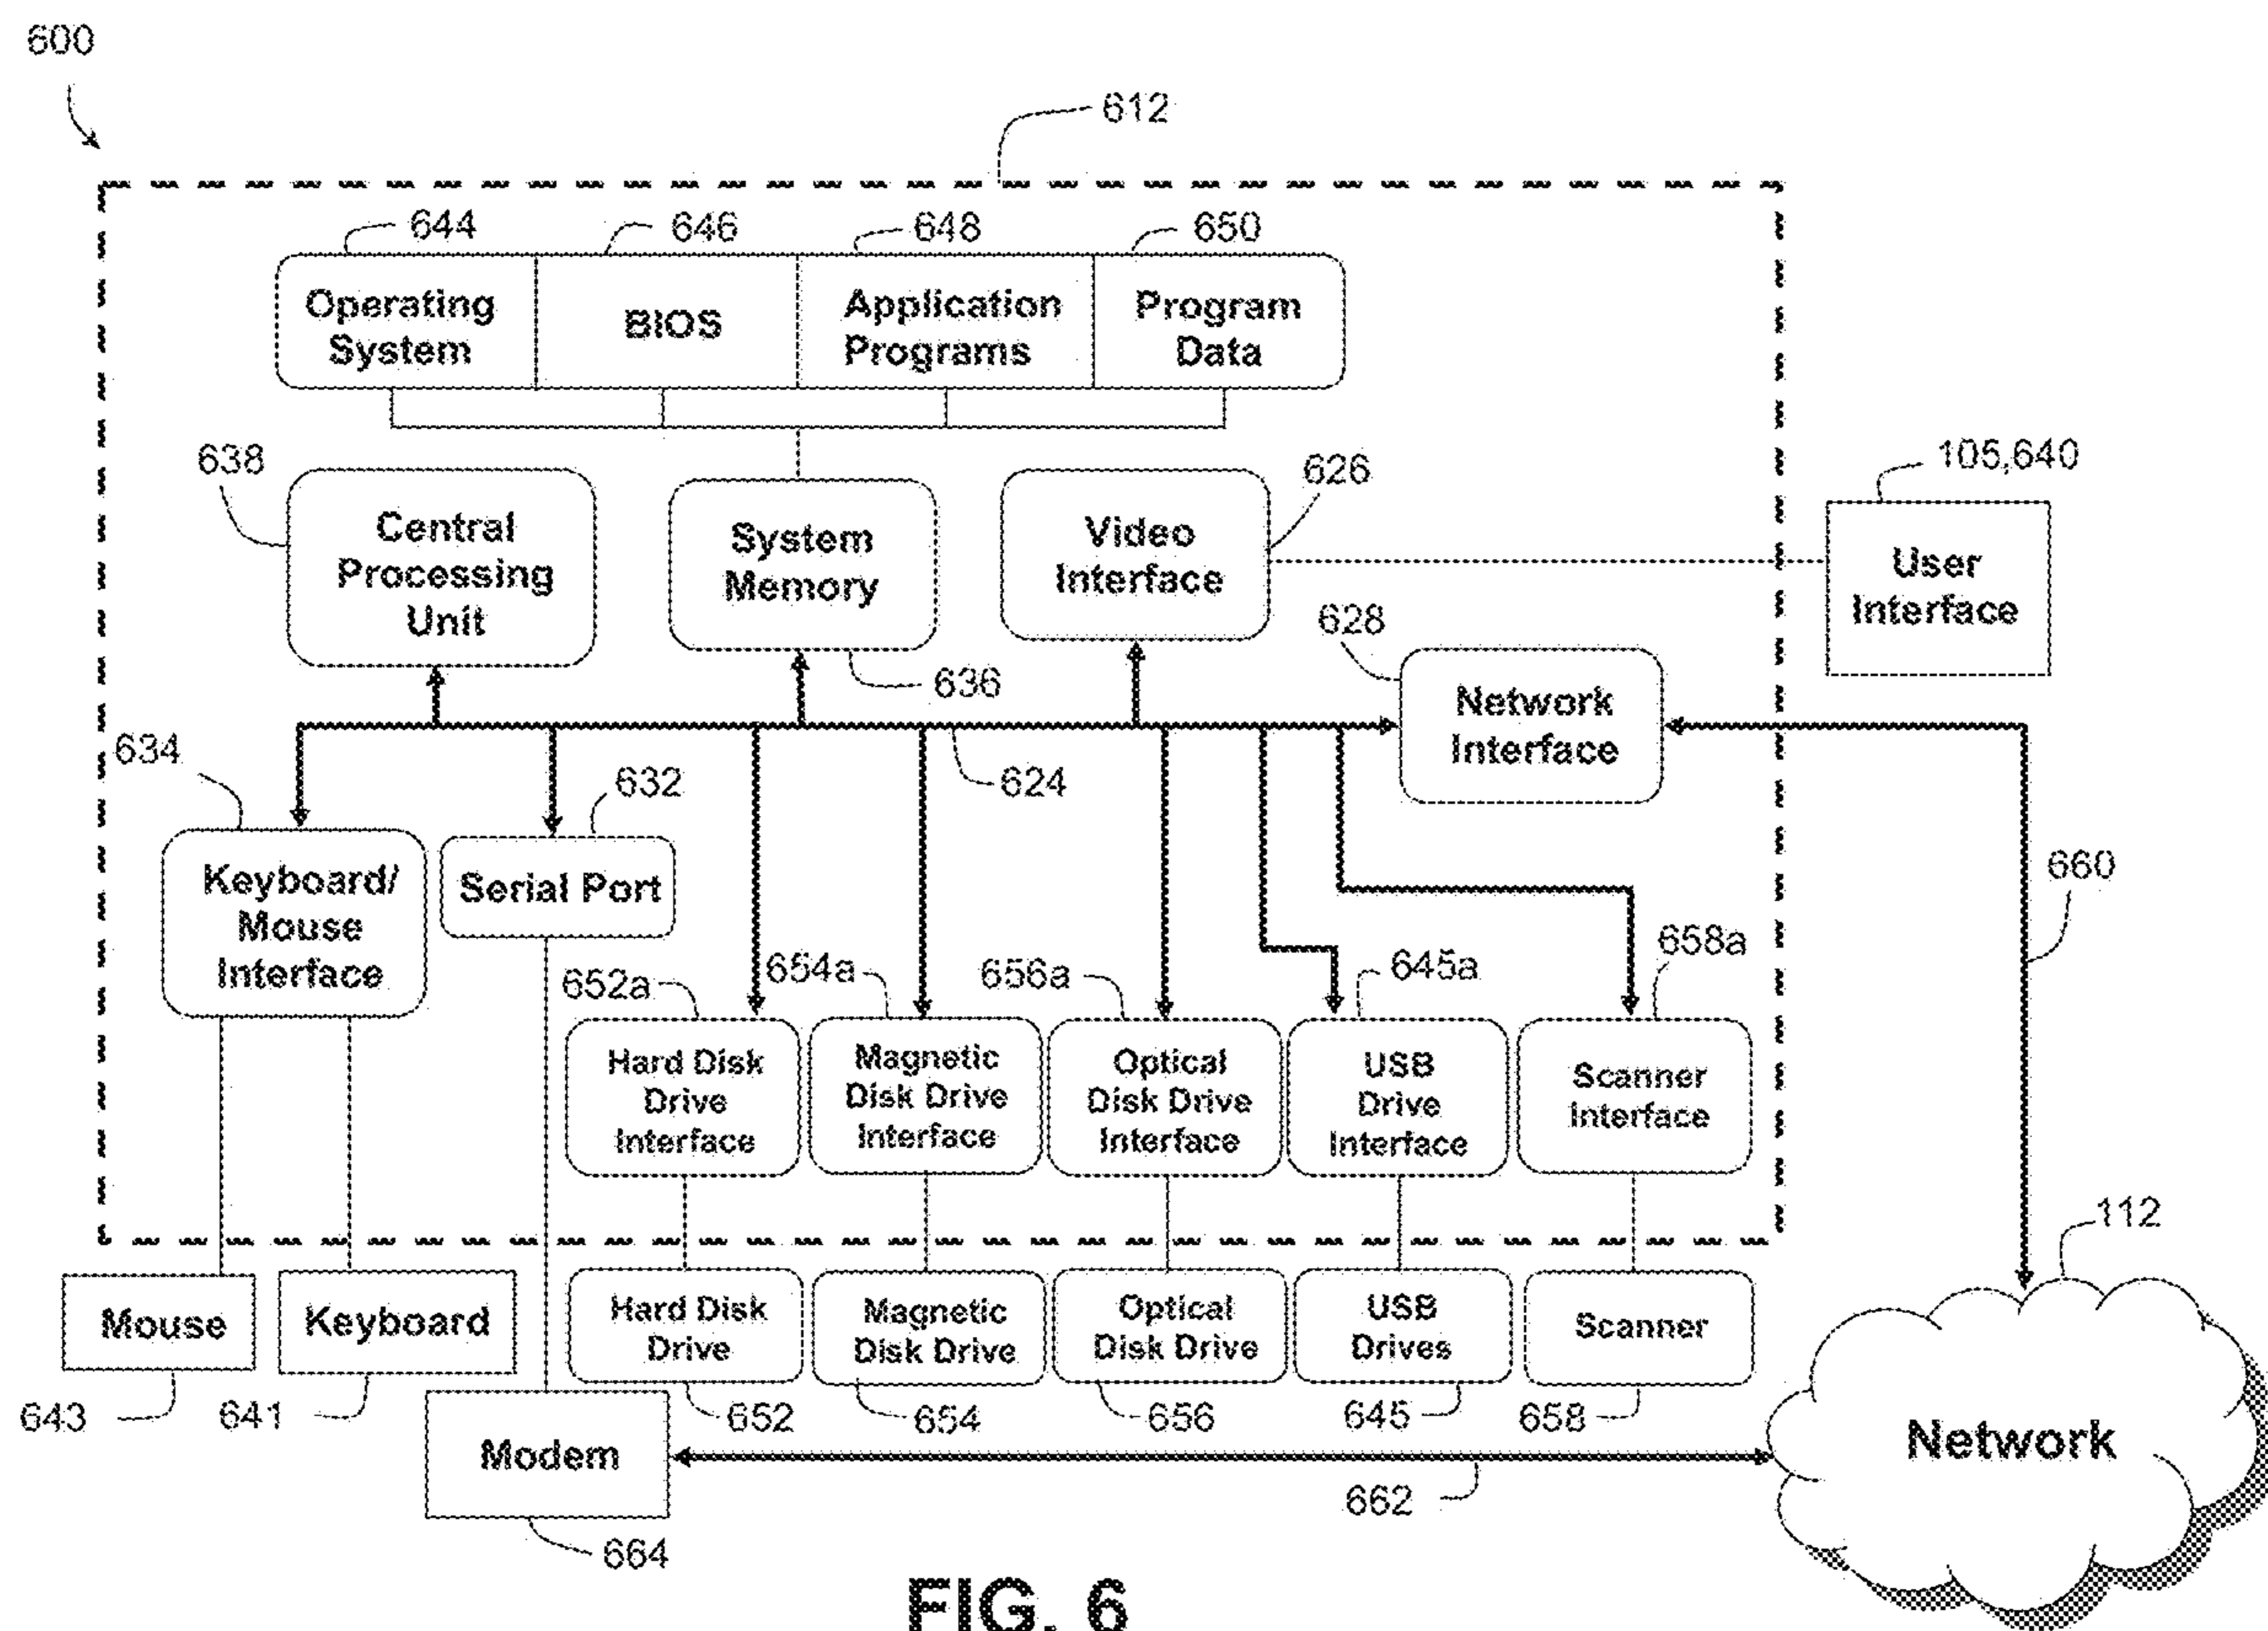 600
612
644
646
648
650
Operating
System
BIOS
Application
Programs
Program
Data
638
Central
Processing
Unit
System
Memory
636
Video
Interface
626
105,640
User
Interface
628
Network
Interface
624
634
Keyboard/
Mouse
Interface
632
Serial Port
660
652a
654a
656a
645a
658a
Hard Disk
Drive
Interface
Magnetic
Disk Drive
Interface
Optical
Disk Drive
Interface
USB
Drive
Interface
Scanner
Interface
112
Mouse
Keyboard
Hard Disk
Drive
Magnetic
Disk Drive
Optical
Disk Drive
USB
Drives
Scanner
643
641
652
654
656
645
658
Modem
664
662
Network
FIG. 6